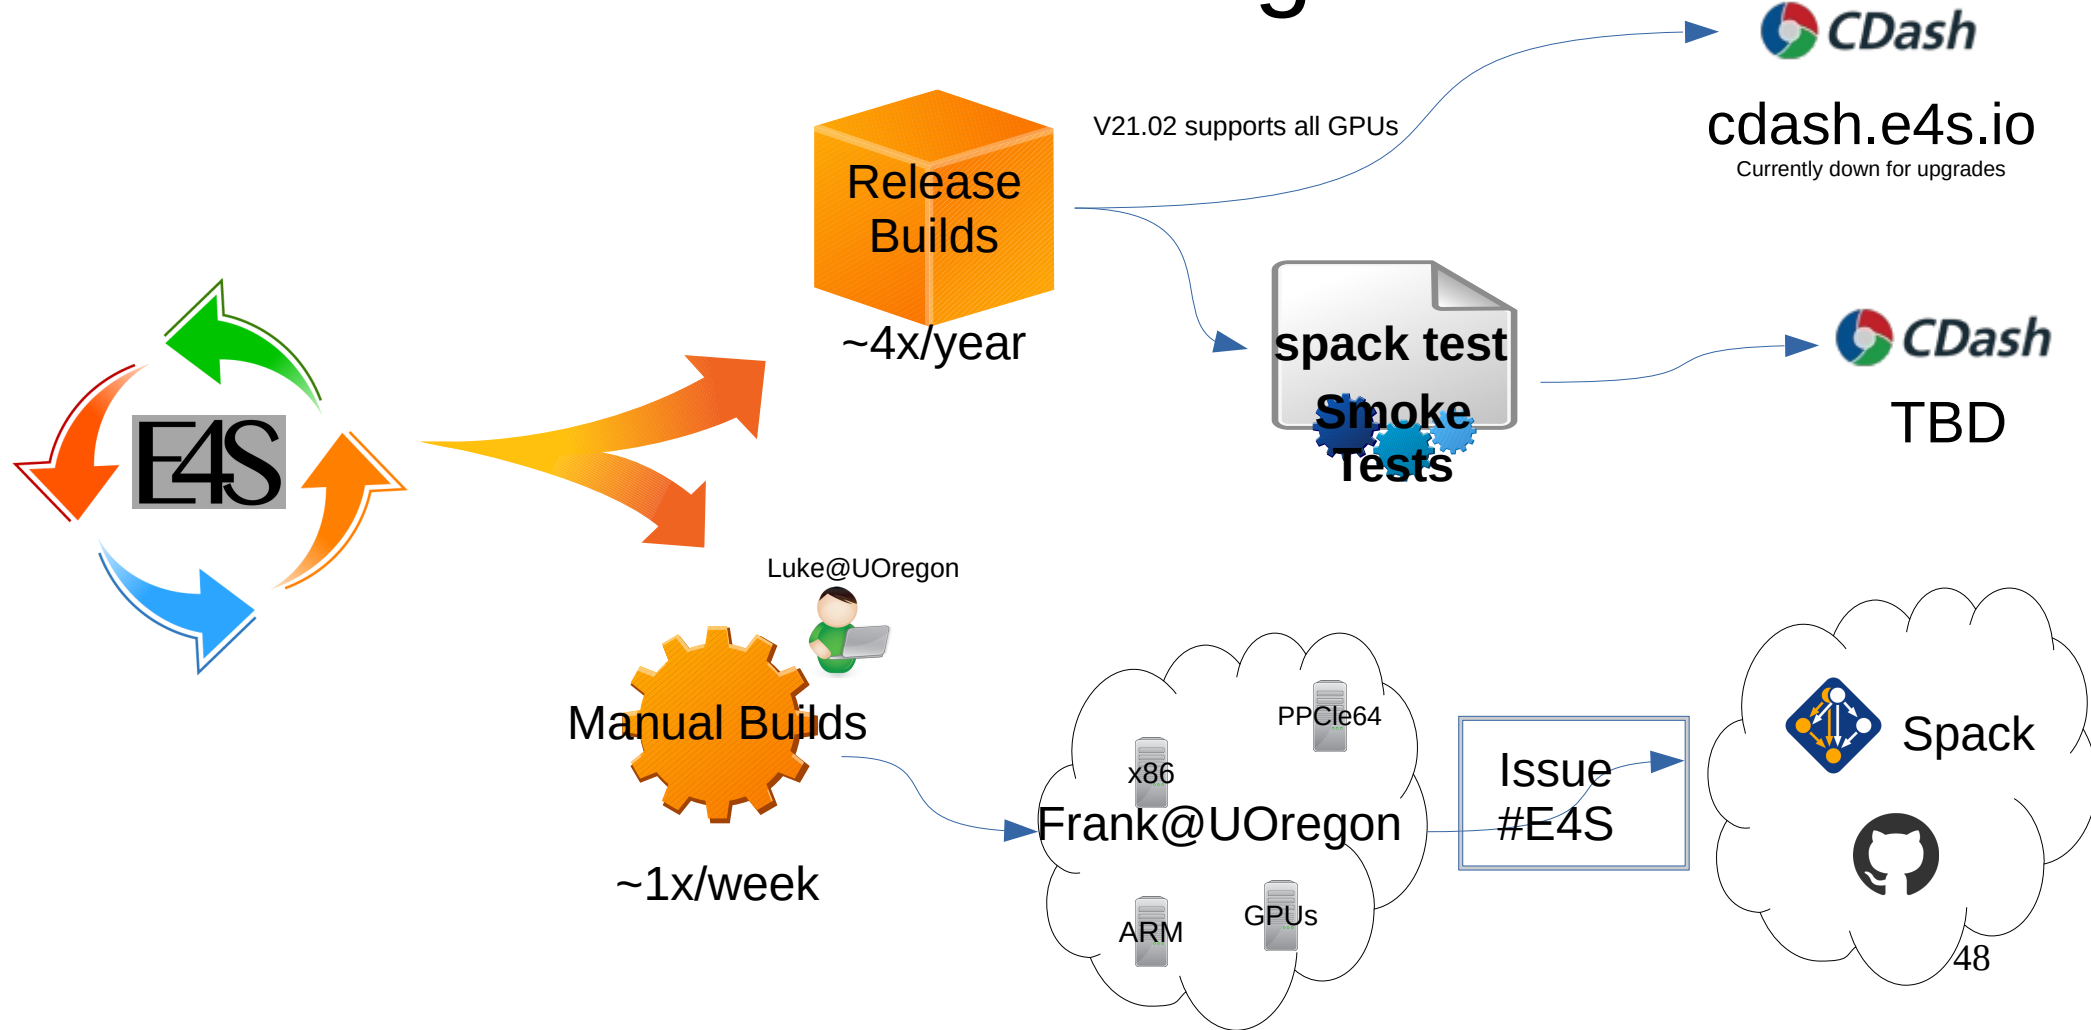 CDash
cdash.e4s.io
Currently down for upgrades
V21.02 supports all GPUs
Release
Builds
~4x/year
spack test
Smoke
Tests
CDash
TBD
E4S
Luke@UOregon
Manual Builds
~1x/week
PPCle64
x86
Frank@UOregon
ARM
GPUs
Issue
#E4S
Spack
48